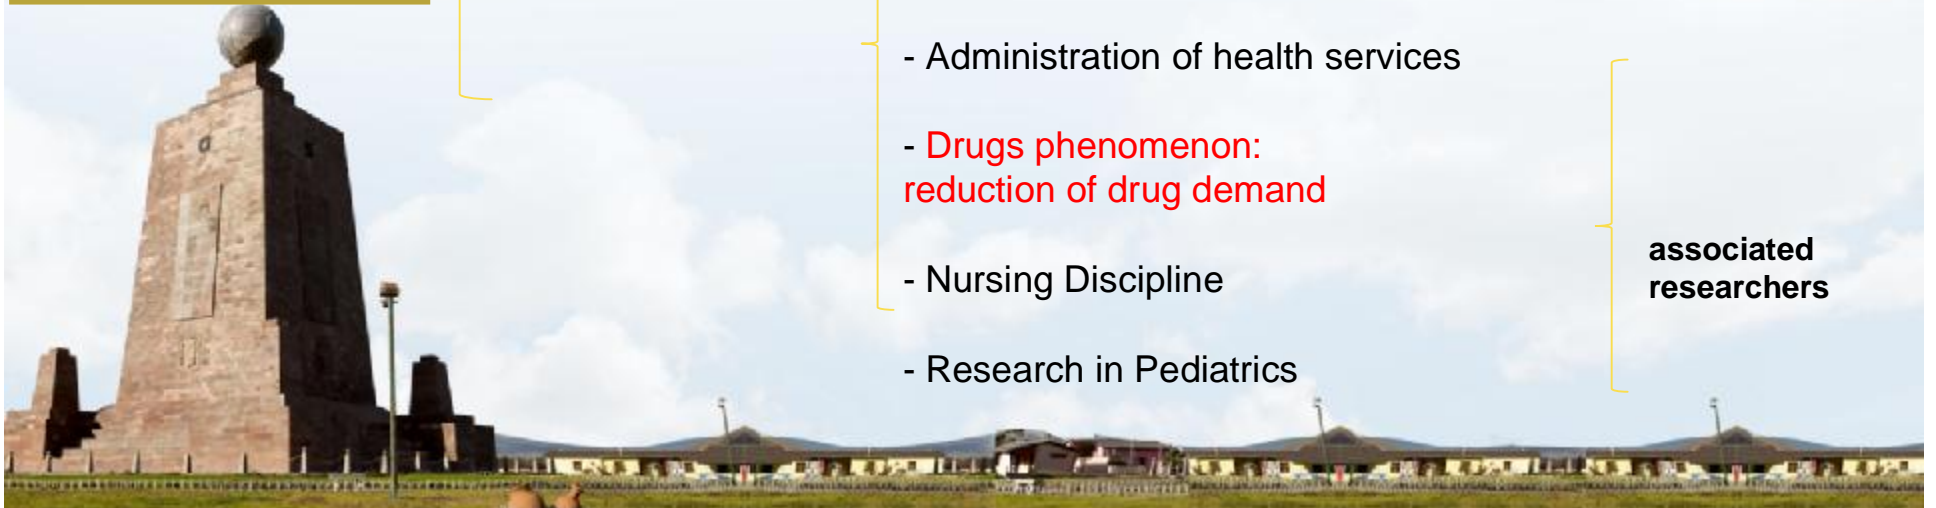 - Administration of health services
- Drugs phenomenon:
reduction of drug demand
associated
researchers
- Nursing Discipline
- Research in Pediatrics